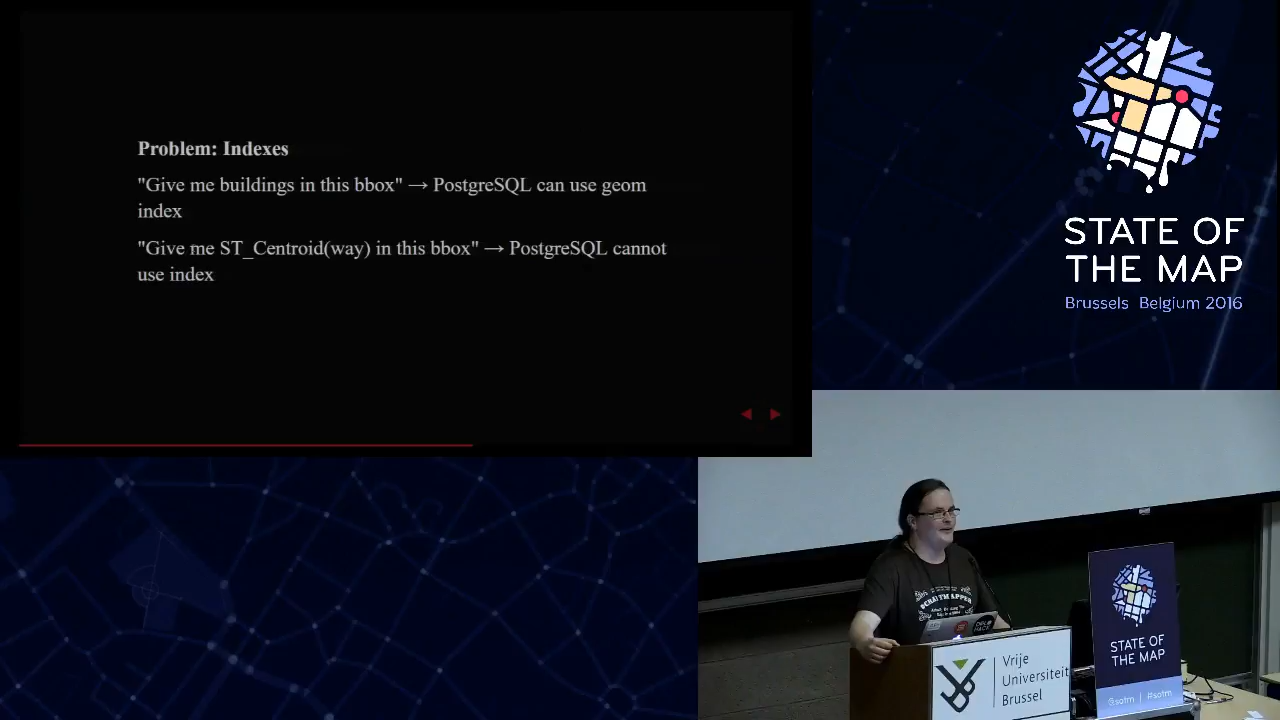 Problem: Indexes
"Give me buildings in this bbox" → PostgreSQL can use geom
index
"Give me ST_Centroid(way) in this bbox" → PostgreSQL cannot
use index
STATE OF
THE MAP
Brussels Belgium 2016
Vrije
Universiteit
Brussel
STATE OF
THE MAP
@sotm | #sotm